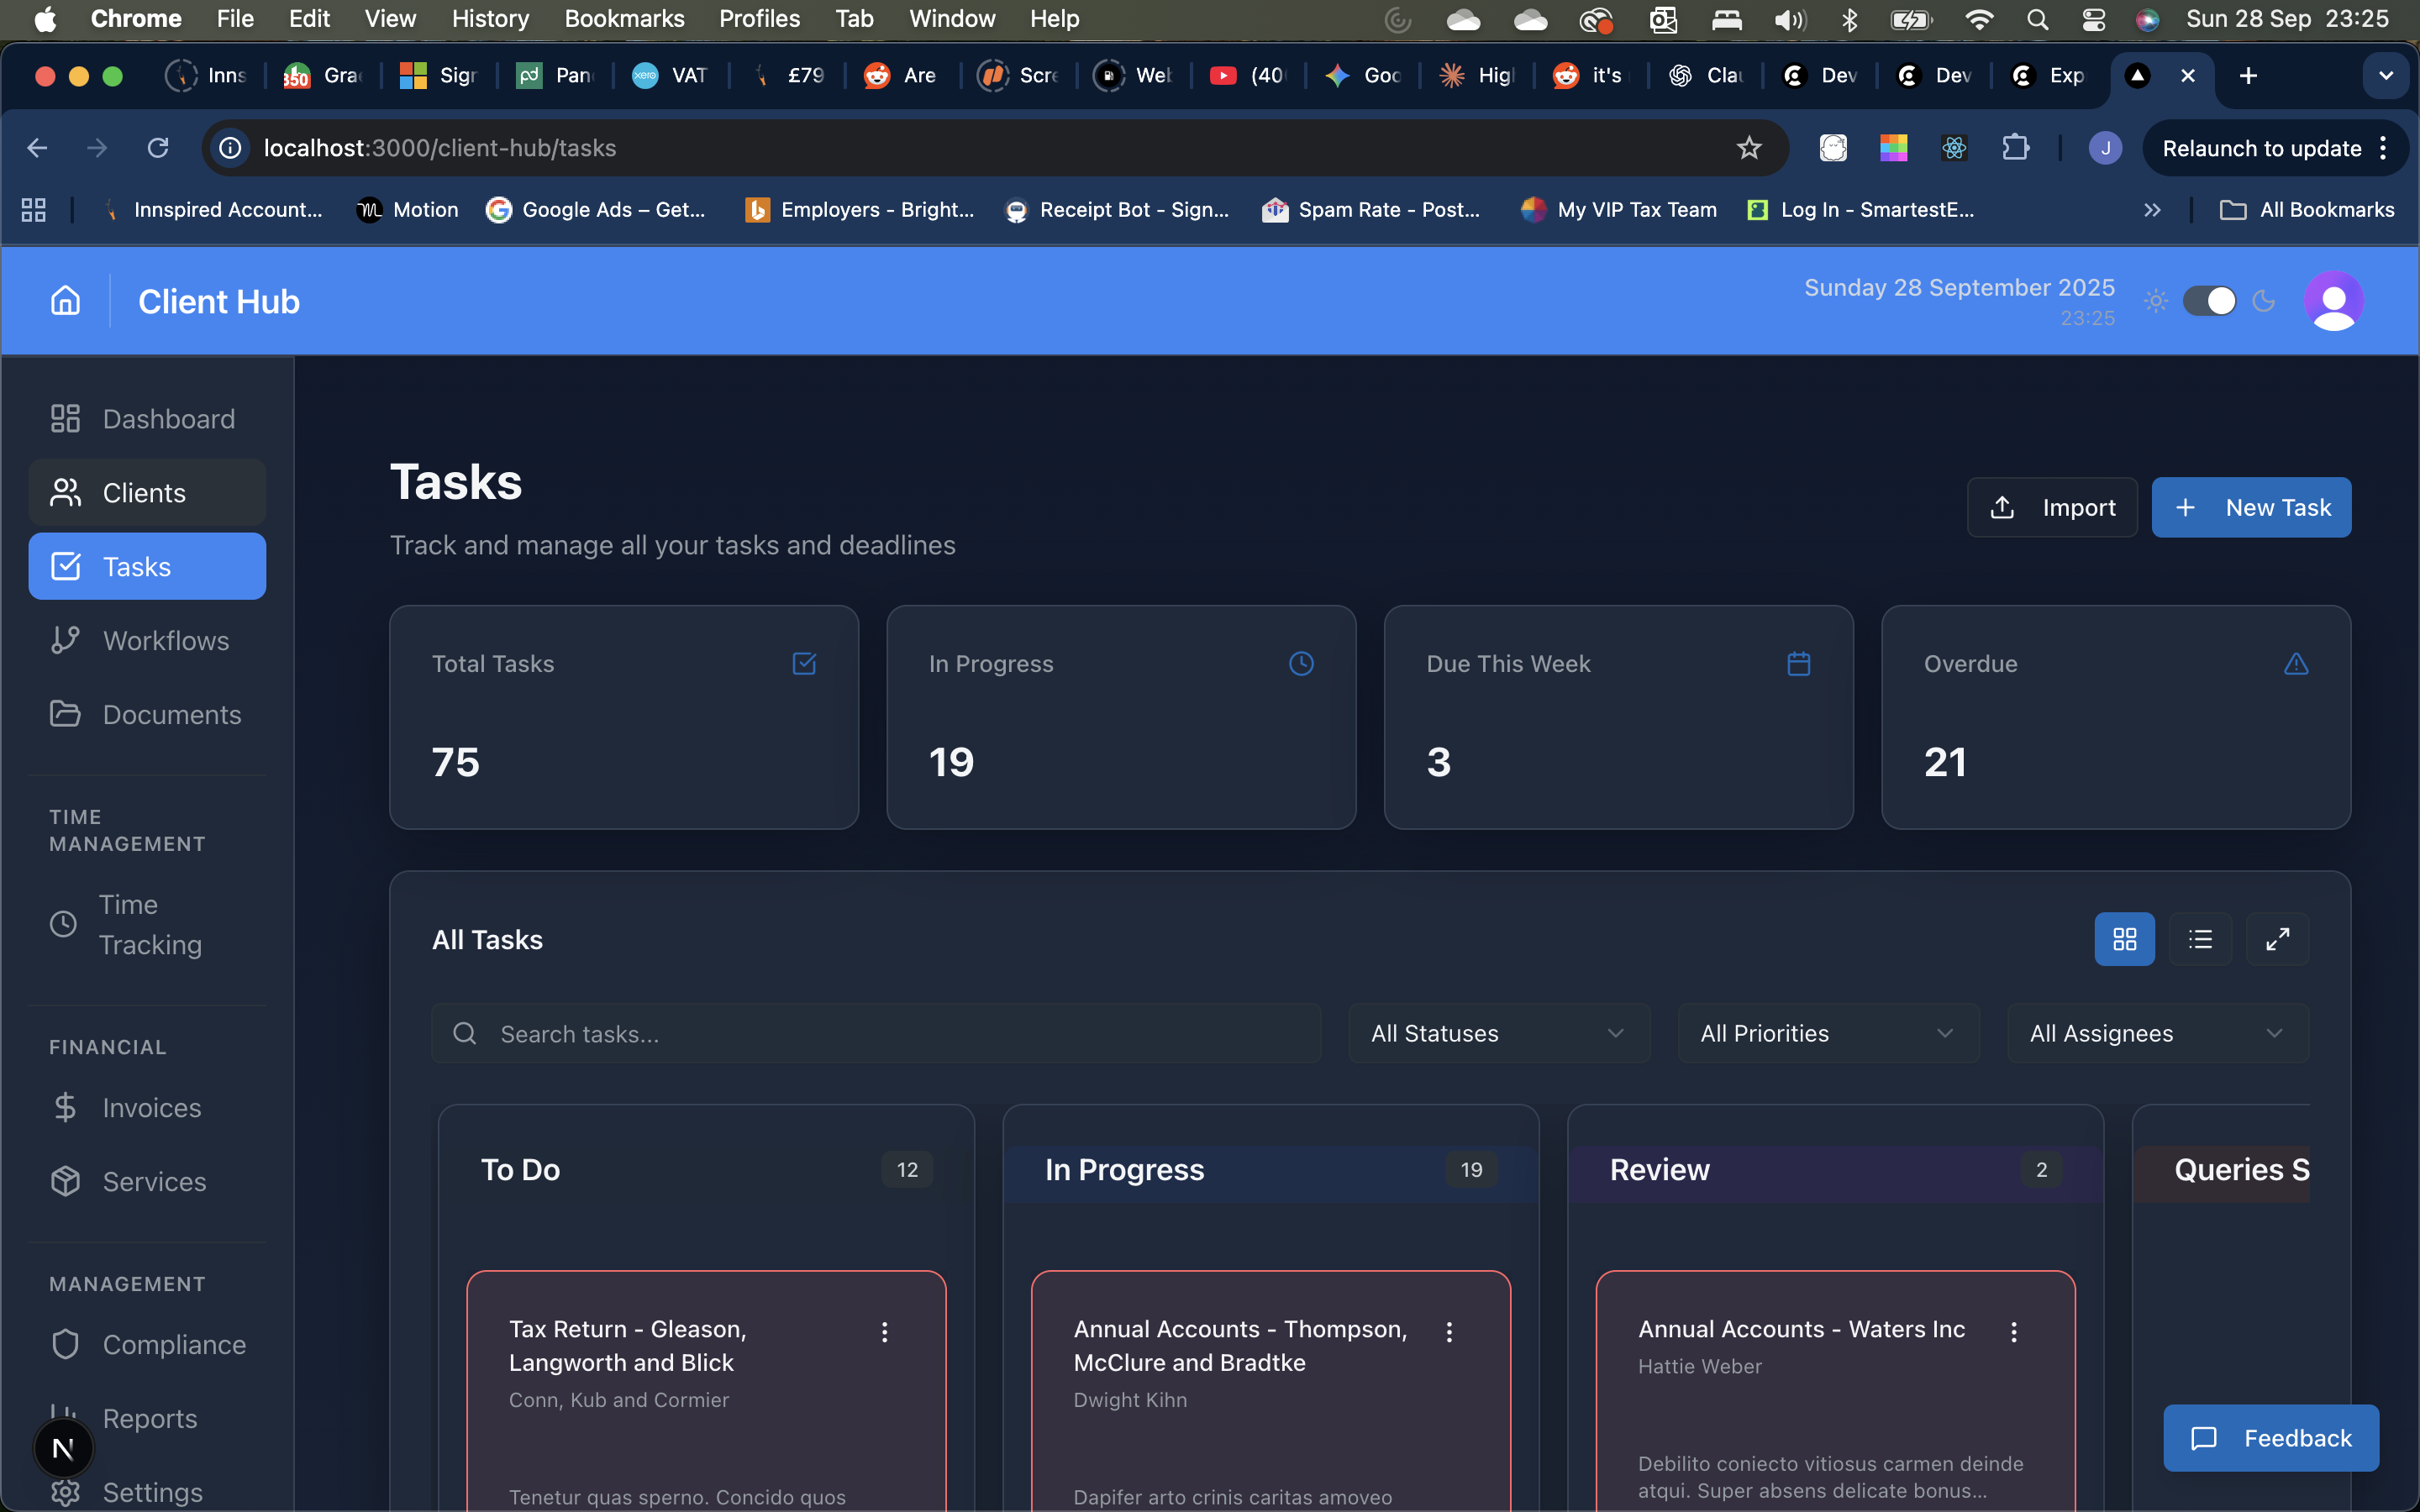 Chrome File Edit View History Bookmarks Profiles Tab Window Help Sun 28 Sep 23:25
Inns Gra Sign Pan xero VAT £79 Are Scre Wel (40 Goo Higl it's Clau Dev Dev Exp
localhost:3000/client-hub/tasks J Relaunch to update
Innspired Account... Motion Google Ads – Get... Employers - Bright... Receipt Bot - Sign... Spam Rate - Post... My VIP Tax Team Log In - SmartestE... All Bookmarks
Client Hub
Sunday 28 September 2025
23:25
Dashboard
Clients
Tasks
Workflows
Documents
TIME
MANAGEMENT
Time
Tracking
FINANCIAL
Invoices
Services
MANAGEMENT
Compliance
Reports
N
Settings
Tasks
Track and manage all your tasks and deadlines
Import
New Task
Total Tasks
75
In Progress
19
Due This Week
3
Overdue
21
All Tasks
Search tasks...
All Statuses
All Priorities
All Assignees
To Do 12
Tax Return - Gleason,
Langworth and Blick
Conn, Kub and Cormier
Tenetur quas sperno. Concido quos
In Progress 19
Annual Accounts - Thompson,
McClure and Bradtke
Dwight Kihn
Dapifer arto crinis caritas amoveo
Review 2
Annual Accounts - Waters Inc
Hattie Weber
Debilito coniecto vitiosus carmen deinde
atqui. Super absens delicate bonus...
Queries S
Feedback